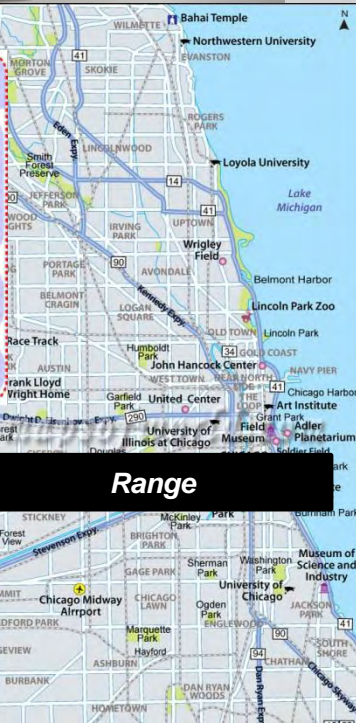 N
WILMETTE
Bahai Temple
Northwestern University
EVANSTON
41
MORTON
GROVE
SKOKIE
ROGERS
PARK
Eden Expy.
LINCOLNWOOD
Loyola University
Smith
Forest
Preserve
14
Lake
Michigan
JEFFERSON
PARK
41
UPTOWN
IRVING
PARK
Wrigley
Field
90
PORTAGE
PARK
AVONDALE
Belmont Harbor
BELMONT
CRAGIN
Kennedy Expy.
LOGAN
SQUARE
Lincoln Park Zoo
OLD TOWN
Lincoln Park
Race Track
Humboldt
Park
34
GOLD COAST
John Hancock Center
NAVY PIER
AUSTIN
WEST TOWN
NEAR NORTH
41
Chicago Harbor
Wright Home
Garfield
Park
United Center
THE
LOOP
Art Institute
Grant Park
290
University of
Illinois at Chicago
Field
Museum
Adler
Planetarium
Douglas
Soldier Field
Range
STICKNEY
McKinley
Park
Park
Burnham Park
Forest
View
Stevenson Expy.
BRIGHTON
PARK
GAGE PARK
Sherman
Park
Washington
Park
Museum of
Science and
Industry
University of
Chicago
Chicago Midway
Airrport
CHICAGO
LAWN
Ogden
Park
ENGLEWOOD
JACKSON
PARK
Marquette
Park
90
Hayford
SOUTH
SHORE
94
CHATHAM
ASHBURN
Chicago Skyway
BURBANK
Dan Ryan E
DAN RYAN
WOODS
HOMETOWN